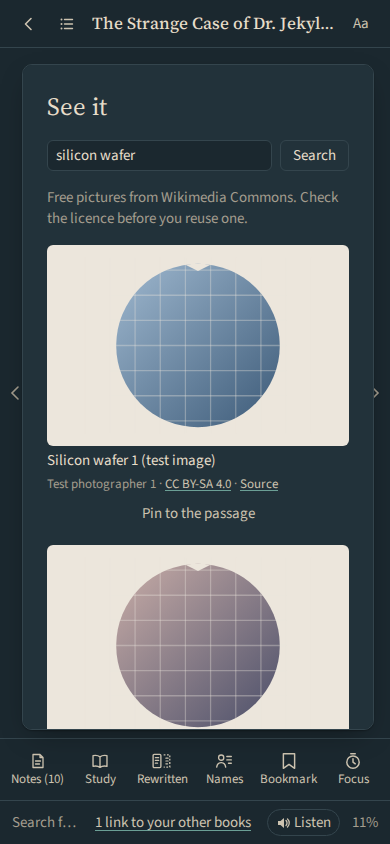 The Strange Case of Dr. Jekyl... Aa
See it
silicon wafer Search
Free pictures from Wikimedia Commons. Check
the licence before you reuse one.
Silicon wafer 1 (test image)
Test photographer 1 · CC BY-SA 4.0 · Source
Pin to the passage
Notes (10) Study Rewritten Names Bookmark Focus
Search f... 1 link to your other books Listen 11%